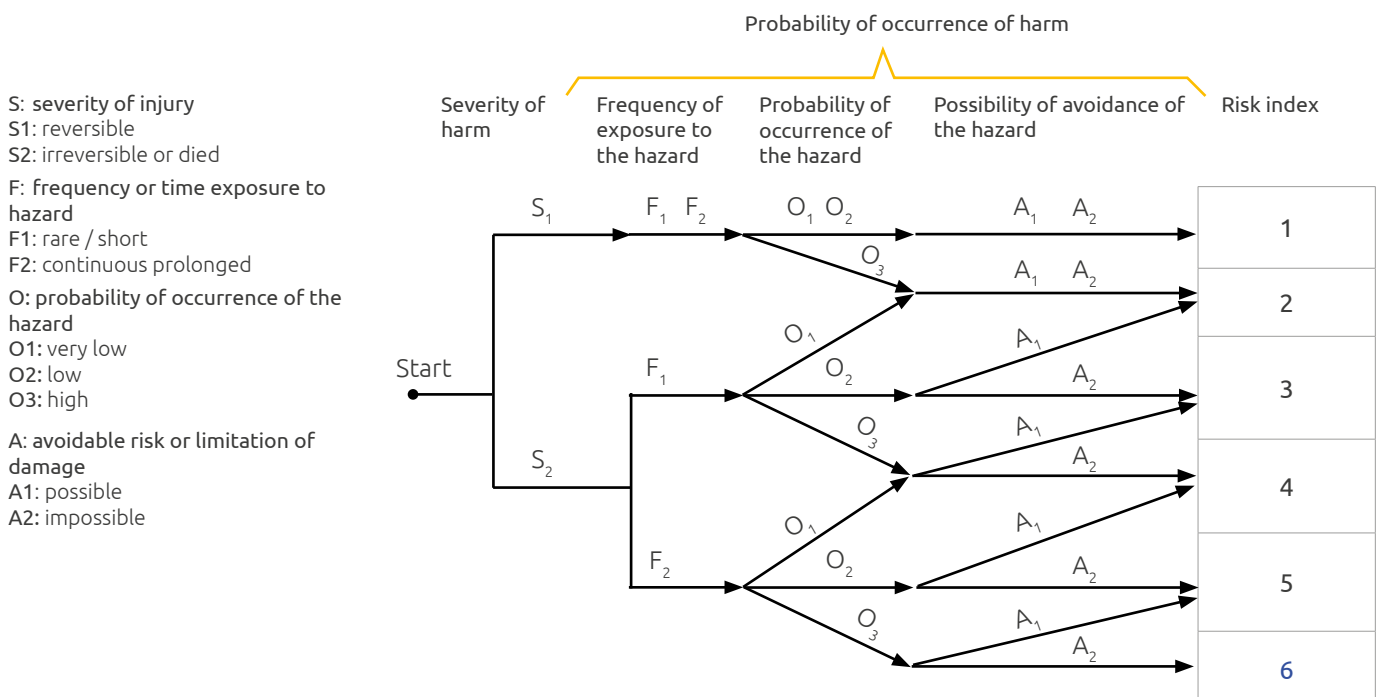 Probability of occurrence of harm
S: severity of injury
S1: reversible
S2: irreversible or died
F: frequency or time exposure to
hazard
F1: rare / short
F2: continuous prolonged
O: probability of occurrence of the
hazard
O1: very low
O2: low
O3: high
A: avoidable risk or limitation of
damage
A1: possible
A2: impossible
Severity of
harm
Frequency of
exposure to
the hazard
Probability of
occurrence of
the hazard
Possibility of avoidance of
the hazard
Risk index
Start
S₁
F₁ F₂
O₁ O₂
A₁ A₂
1
O₃
A₁ A₂
2
F₁
O₁
A₁
O₂
A₂
3
O₃
A₁
S₂
A₂
4
F₂
O₁
A₁
O₂
A₂
5
O₃
A₁
A₂
6